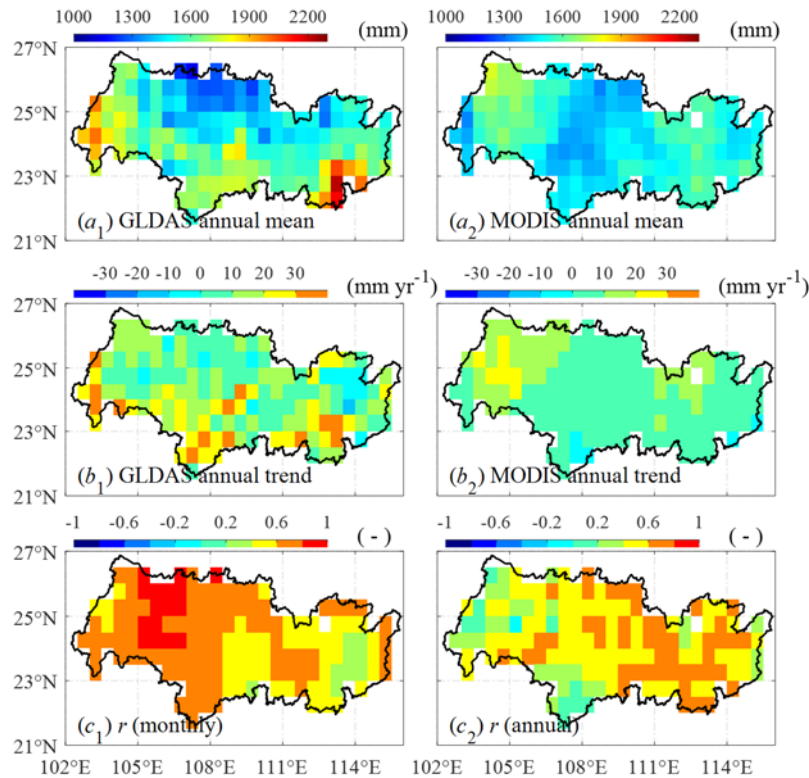 1000 1300 1600 1900 2200 (mm) 1000 1300 1600 1900 2200 (mm)
27°N
25°N
23°N
21°N
(a1) GLDAS annual mean (a2) MODIS annual mean
-30 -20 -10 0 10 20 30 (mm yr-1) -30 -20 -10 0 10 20 30 (mm yr-1)
27°N
25°N
23°N
21°N
(b1) GLDAS annual trend (b2) MODIS annual trend
-1 -0.6 -0.2 0.2 0.6 1 (-) -1 -0.6 -0.2 0.2 0.6 1 (-)
27°N
25°N
23°N
21°N
(c1) r (monthly) (c2) r (annual)
102°E 105°E 108°E 111°E 114°E 102°E 105°E 108°E 111°E 114°E